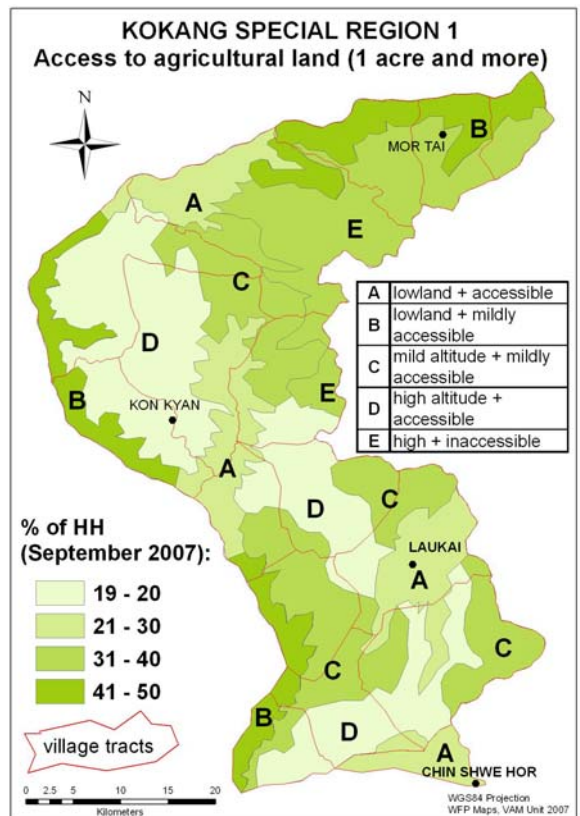 KOKANG SPECIAL REGION 1
Access to agricultural land (1 acre and more)
N
B
MOR TAI
A
E
C
A lowland + accessible
B lowland + mildly
accessible
C mild altitude + mildly
accessible
D high altitude +
accessible
E high + inaccessible
D
B
KON KYAN
E
A
D
C
LAUKAI
A
% of HH
(September 2007):
19 - 20
21 - 30
31 - 40
41 - 50
C
C
B
D
A
CHIN SHWE HOR
village tracts
0 2.5 5 10 15 20
Kilometers
WGS84 Projection
WFP Maps, VAM Unit 2007